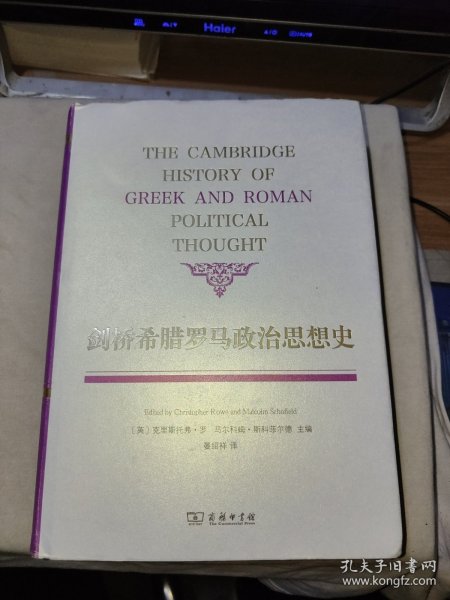 Haier
THE CAMBRIDGE
HISTORY OF
GREEK AND ROMAN
POLITICAL
THOUGHT
剑桥希腊罗马政治思想史
Edited by Christopher Rowe and Malcolm Schofield
〔英〕克里斯托弗·罗 马尔科姆·斯科菲尔德 主编
晏绍祥 译
商务印书馆
The Commercial Press
孔夫子旧书网
www.kongfz.com